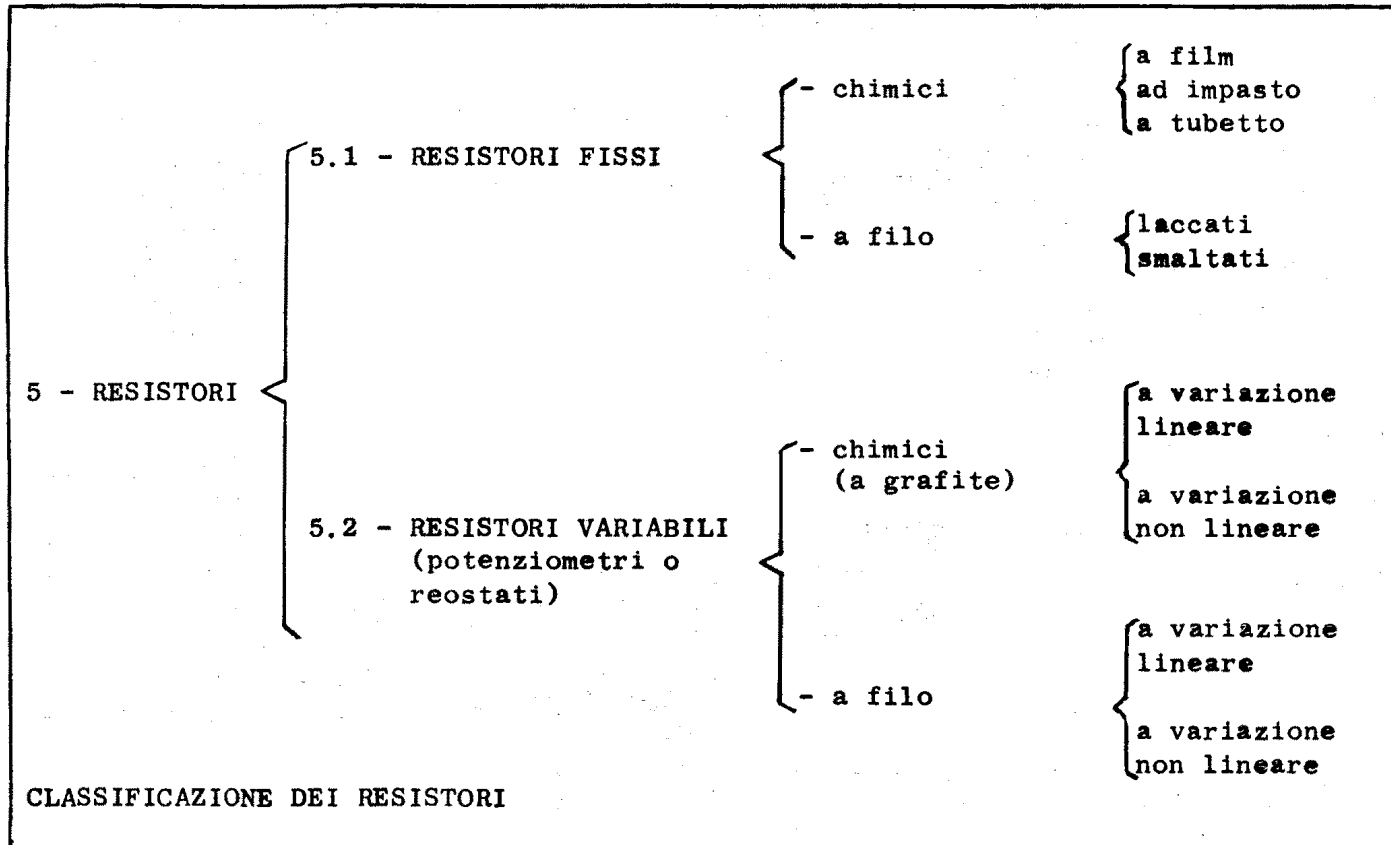 - chimici
a film
ad impasto
a tubetto
5.1 - RESISTORI FISSI
- a filo
laccati
smaltati
5 - RESISTORI
- chimici
(a grafite)
a variazione
lineare
a variazione
non lineare
5.2 - RESISTORI VARIABILI
(potenziometri o
reostati)
- a filo
a variazione
lineare
a variazione
non lineare
CLASSIFICAZIONE DEI RESISTORI